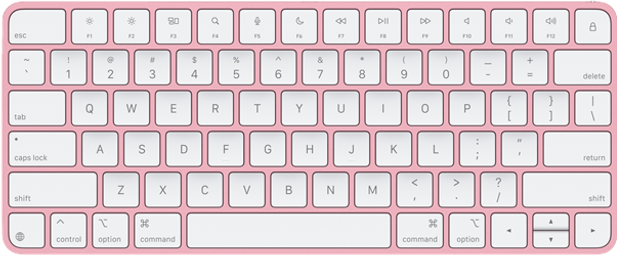 esc F1 F2 F3 F4 F5 F6 F7 F8 F9 F10 F11 F12
~ ! @ # $ % ^ & * ( ) _ +
` 1 2 3 4 5 6 7 8 9 0 - = delete
tab Q W E R T Y U I O P { [ } ] | \
caps lock A S D F G H J K L : ; " ' return
shift Z X C V B N M < , > . ? / shift
control option command command option